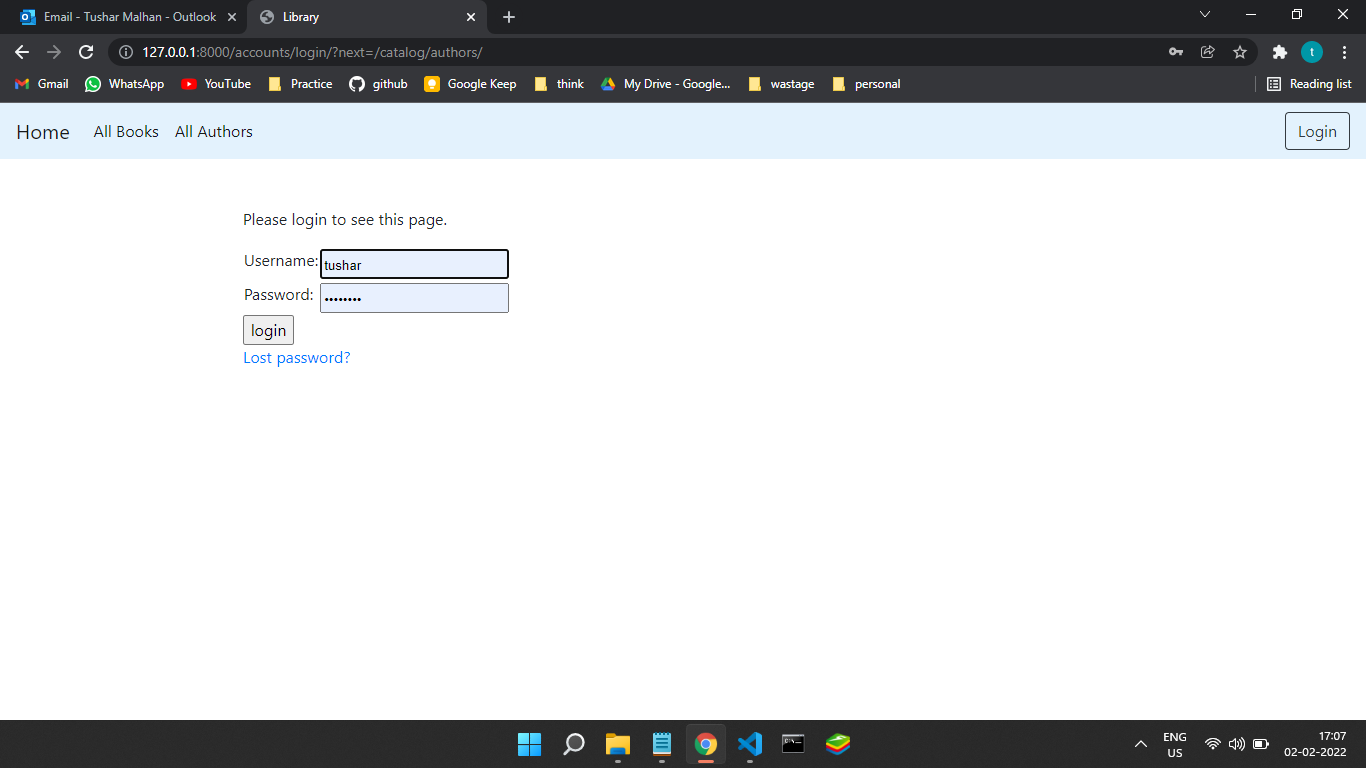 Email - Tushar Malhan - Outlook
Library
127.0.0.1:8000/accounts/login/?next=/catalog/authors/
t
Gmail WhatsApp YouTube Practice github Google Keep think My Drive - Google... wastage personal Reading list
Home All Books All Authors Login
Please login to see this page.
Username: tushar
Password: ••••••••
login
Lost password?
ENG 17:07
US 02-02-2022